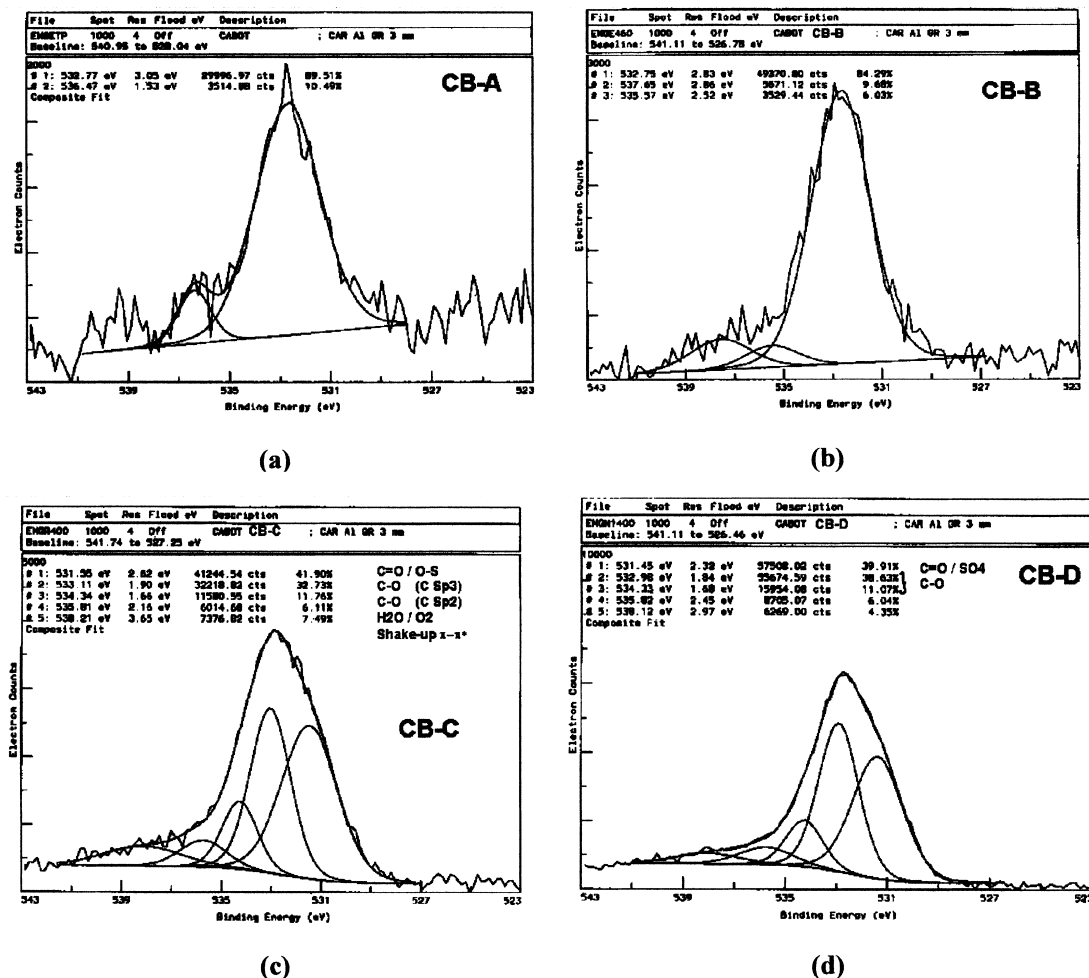 File Spot Res Flood eV Description
ENGETP 1000 4 Off CABOT ; CAR Al GR 3 mm
Baseline: 540.95 to 528.04 eV
# 1: 532.77 eV 3.05 eV 29996.97 cts 89.51%
# 2: 536.47 eV 1.53 eV 3514.88 cts 10.49%
Composite Fit
CB-A
Electron Counts
543 539 535 531 527 523
Binding Energy (eV)
(a)
File Spot Res Flood eV Description
ENGE460 1000 4 Off CABOT CB-B ; CAR Al GR 3 mm
Baseline: 541.11 to 526.78 eV
3000
# 1: 532.75 eV 2.83 eV 49370.80 cts 84.29%
# 2: 537.65 eV 2.86 eV 5671.12 cts 9.68%
# 3: 535.57 eV 2.52 eV 3529.44 cts 6.03%
CB-B
Electron Counts
543 539 535 531 527 523
Binding Energy (eV)
(b)
File Spot Res Flood eV Description
ENGR400 1000 4 Off CABOT CB-C ; CAR Al GR 3 mm
Baseline: 541.74 to 527.25 eV
5000
# 1: 531.55 eV 2.62 eV 41244.54 cts 41.90% C=O / O-S
# 2: 533.11 eV 1.90 eV 32218.82 cts 32.73% C-O (C Sp3)
# 3: 534.34 eV 1.66 eV 11580.55 cts 11.76% C-O (C Sp2)
# 4: 535.81 eV 2.16 eV 6014.68 cts 6.11% H2O / O2
# 5: 538.21 eV 3.65 eV 7376.82 cts 7.49% Shake-up π-π*
Composite Fit
CB-C
Electron Counts
543 539 535 531 527 523
Binding Energy (eV)
(c)
File Spot Res Flood eV Description
ENGN1400 1000 4 Off CABOT CB-D ; CAR Al GR 3 mm
Baseline: 541.11 to 526.46 eV
10000
# 1: 531.45 eV 2.32 eV 57508.02 cts 39.91% C=O / SO4
# 2: 532.98 eV 1.84 eV 55674.59 cts 38.63% C-O
# 3: 534.33 eV 1.68 eV 15954.08 cts 11.07%
# 4: 535.82 eV 2.45 eV 8705.07 cts 6.04%
# 5: 538.12 eV 2.97 eV 6269.00 cts 4.35%
Composite Fit
CB-D
Electron Counts
543 539 535 531 527 523
Binding Energy (eV)
(d)